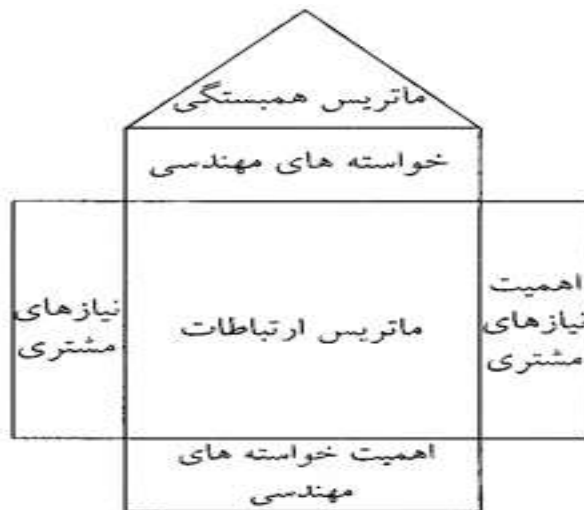 ماتریس همبستگی
خواسته های مهندسی
اهمیت
نیازهای
مشتری
ماتریس ارتباطات
نیازهای
مشتری
اهمیت خواسته های
مهندسی